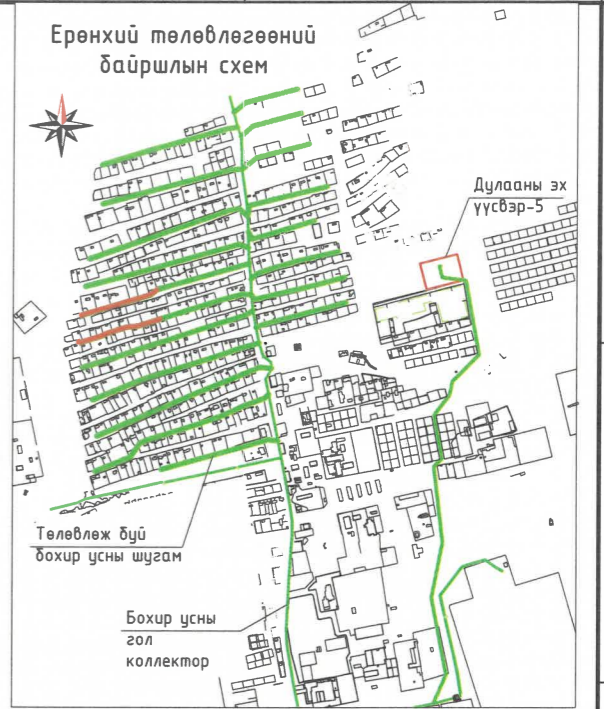 Ерөнхий төлөвлөгөөний
байршлын схем
Дулааны эх
үүсвэр-5
Төлөвлөж буй
бохир усны шугам
Бохир усны
гол
коллектор